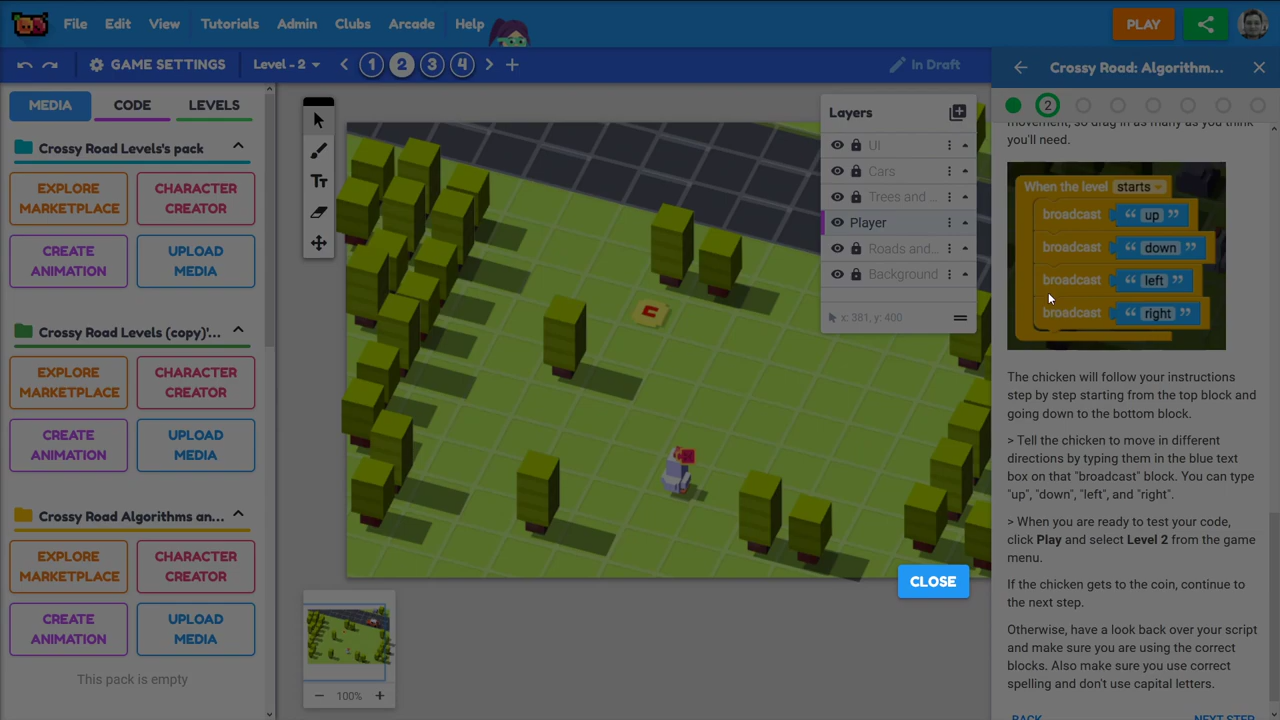 File Edit View Tutorials Admin Clubs Arcade Help PLAY
GAME SETTINGS Level - 2 1 2 3 4 In Draft
Crossy Road: Algorithm...
2
MEDIA CODE LEVELS
Crossy Road Levels's pack
EXPLORE MARKETPLACE
CHARACTER CREATOR
CREATE ANIMATION
UPLOAD MEDIA
Crossy Road Levels (copy)'...
EXPLORE MARKETPLACE
CHARACTER CREATOR
CREATE ANIMATION
UPLOAD MEDIA
Crossy Road Algorithms an...
EXPLORE MARKETPLACE
CHARACTER CREATOR
CREATE ANIMATION
UPLOAD MEDIA
This pack is empty
Tт
Layers
UI
Cars
Trees and ...
Player
Roads and...
Background
x: 381, y: 400
CLOSE
100%
movement, so drag in as many as you think
you'll need.
When the level starts
broadcast “ up ”
broadcast “ down ”
broadcast “ left ”
broadcast “ right ”
The chicken will follow your instructions
step by step starting from the top block and
going down to the bottom block.
> Tell the chicken to move in different
directions by typing them in the blue text
box on that "broadcast" block. You can type
"up", "down", "left", and "right".
> When you are ready to test your code,
click Play and select Level 2 from the game
menu.
If the chicken gets to the coin, continue to
the next step.
Otherwise, have a look back over your script
and make sure you are using the correct
blocks. Also make sure you use correct
spelling and don't use capital letters.
BACK NEXT STEP